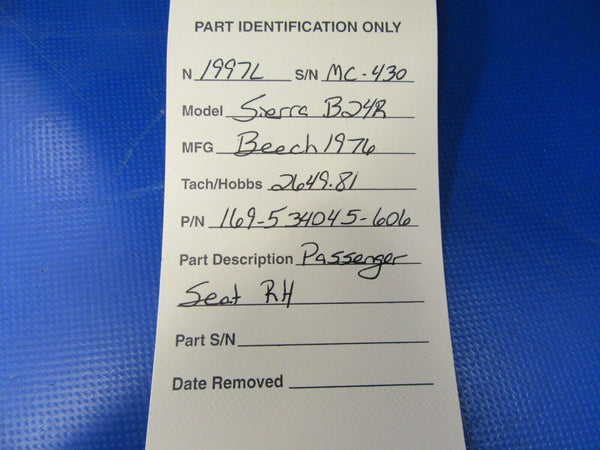 PART IDENTIFICATION ONLY
N 1997L S/N MC-430
Model Sierra B24R
MFG Beech 1976
Tach/Hobbs 2649.81
P/N 169-534045-606
Part Description Passenger
Seat RH
Part S/N
Date Removed